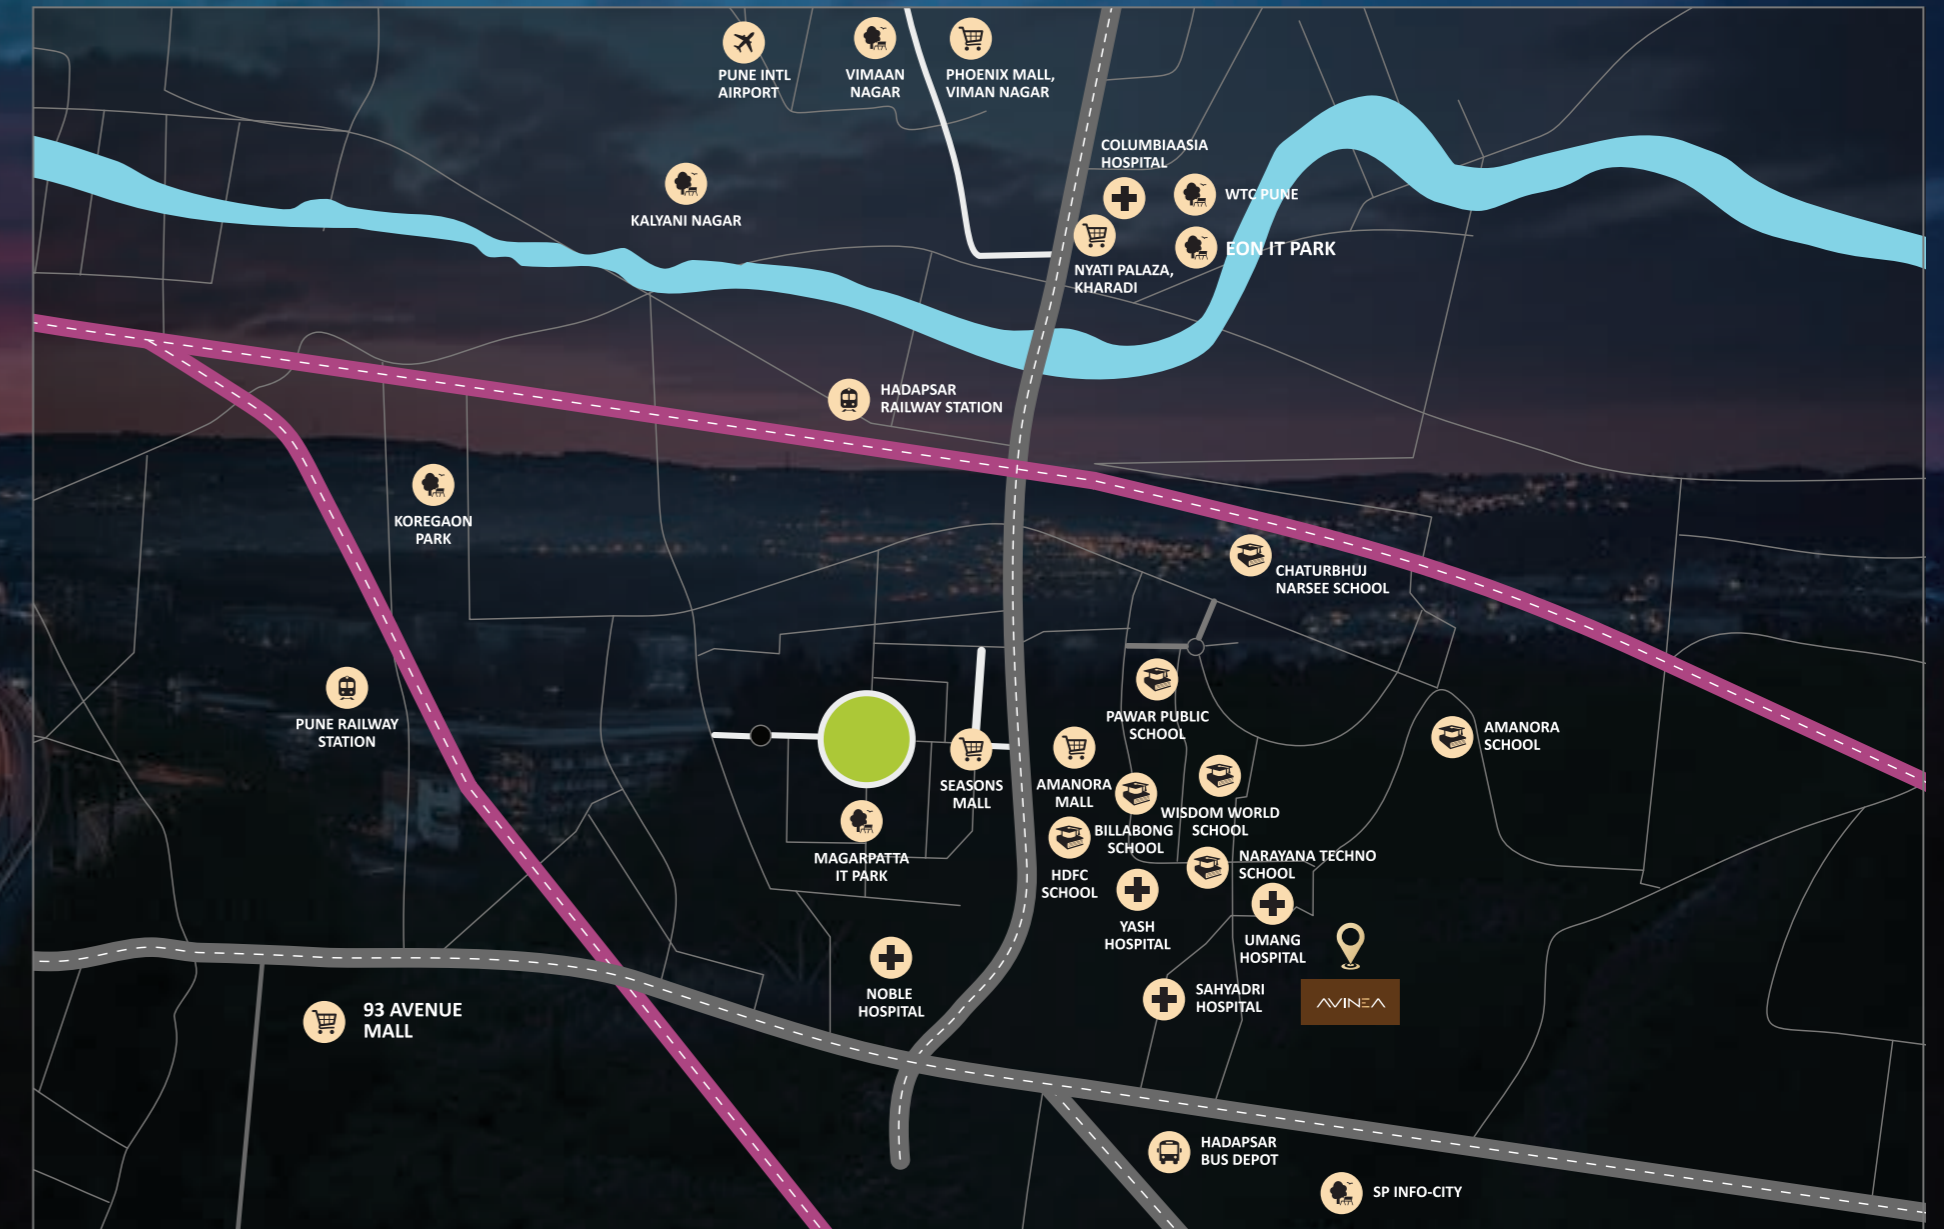 PUNE INTL
AIRPORT
VIMAAN
NAGAR
PHOENIX MALL,
VIMAN NAGAR
COLUMBIAASIA
HOSPITAL
WTC PUNE
KALYANI NAGAR
EON IT PARK
NYATI PALAZA,
KHARADI
HADAPSAR
RAILWAY STATION
KOREGAON
PARK
CHATURBHUJ
NARSEE SCHOOL
PUNE RAILWAY
STATION
PAWAR PUBLIC
SCHOOL
AMANORA
SCHOOL
SEASONS
MALL
AMANORA
MALL
WISDOM WORLD
SCHOOL
BILLABONG
SCHOOL
MAGARPATTA
IT PARK
NARAYANA TECHNO
SCHOOL
HDFC
SCHOOL
YASH
HOSPITAL
UMANG
HOSPITAL
NOBLE
HOSPITAL
SAHYADRI
HOSPITAL
AVINEA
93 AVENUE
MALL
HADAPSAR
BUS DEPOT
SP INFO-CITY